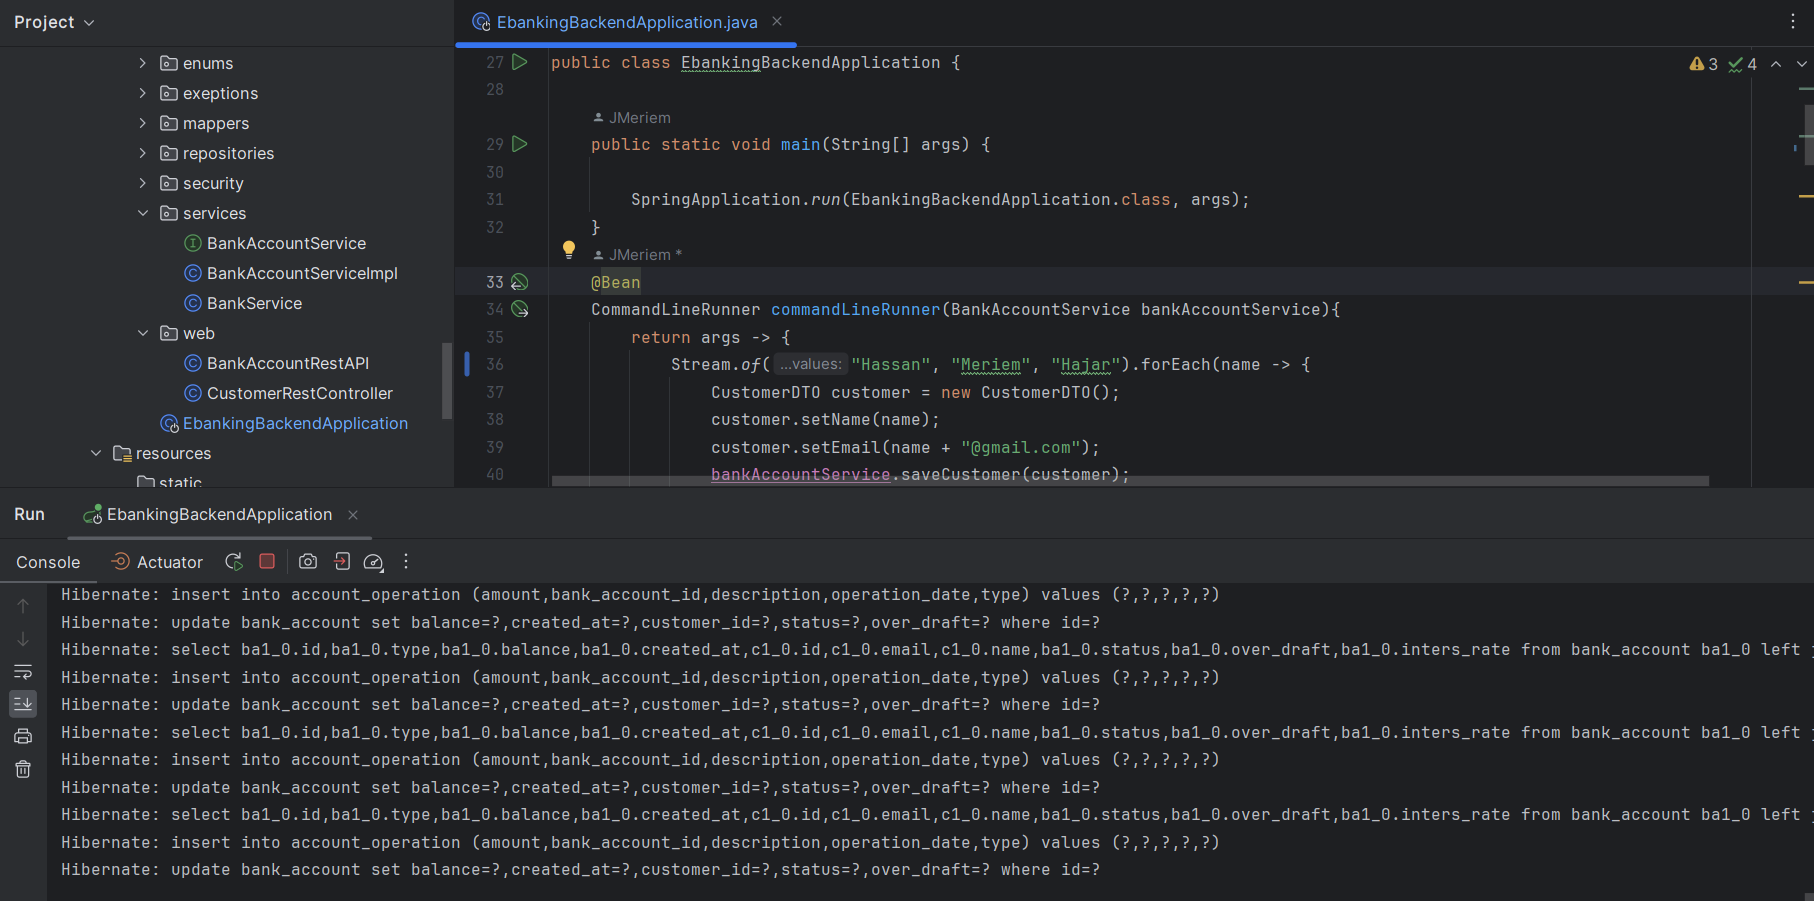 Project
enums
exeptions
mappers
repositories
security
services
BankAccountService
BankAccountServiceImpl
BankService
web
BankAccountRestAPI
CustomerRestController
EbankingBackendApplication
resources
static
EbankingBackendApplication.java
3 4
27 public class EbankingBackendApplication {
28
JMeriem
29 public static void main(String[] args) {
30
31 SpringApplication.run(EbankingBackendApplication.class, args);
32 }
JMeriem *
33 @Bean
34 CommandLineRunner commandLineRunner(BankAccountService bankAccountService){
35 return args -> {
36 Stream.of( ...values: "Hassan", "Meriem", "Hajar").forEach(name -> {
37 CustomerDTO customer = new CustomerDTO();
38 customer.setName(name);
39 customer.setEmail(name + "@gmail.com");
40 bankAccountService.saveCustomer(customer);
Run EbankingBackendApplication
Console Actuator
Hibernate: insert into account_operation (amount,bank_account_id,description,operation_date,type) values (?,?,?,?,?)
Hibernate: update bank_account set balance=?,created_at=?,customer_id=?,status=?,over_draft=? where id=?
Hibernate: select ba1_0.id,ba1_0.type,ba1_0.balance,ba1_0.created_at,c1_0.id,c1_0.email,c1_0.name,ba1_0.status,ba1_0.over_draft,ba1_0.inters_rate from bank_account ba1_0 left
Hibernate: insert into account_operation (amount,bank_account_id,description,operation_date,type) values (?,?,?,?,?)
Hibernate: update bank_account set balance=?,created_at=?,customer_id=?,status=?,over_draft=? where id=?
Hibernate: select ba1_0.id,ba1_0.type,ba1_0.balance,ba1_0.created_at,c1_0.id,c1_0.email,c1_0.name,ba1_0.status,ba1_0.over_draft,ba1_0.inters_rate from bank_account ba1_0 left
Hibernate: insert into account_operation (amount,bank_account_id,description,operation_date,type) values (?,?,?,?,?)
Hibernate: update bank_account set balance=?,created_at=?,customer_id=?,status=?,over_draft=? where id=?
Hibernate: select ba1_0.id,ba1_0.type,ba1_0.balance,ba1_0.created_at,c1_0.id,c1_0.email,c1_0.name,ba1_0.status,ba1_0.over_draft,ba1_0.inters_rate from bank_account ba1_0 left
Hibernate: insert into account_operation (amount,bank_account_id,description,operation_date,type) values (?,?,?,?,?)
Hibernate: update bank_account set balance=?,created_at=?,customer_id=?,status=?,over_draft=? where id=?